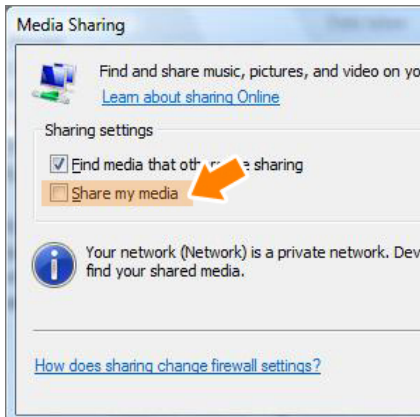 Media Sharing
Find and share music, pictures, and video on yo
Learn about sharing Online
Sharing settings
Find media that sharing
Share my media
Your network (Network) is a private network. Dev
find your shared media.
How does sharing change firewall settings?